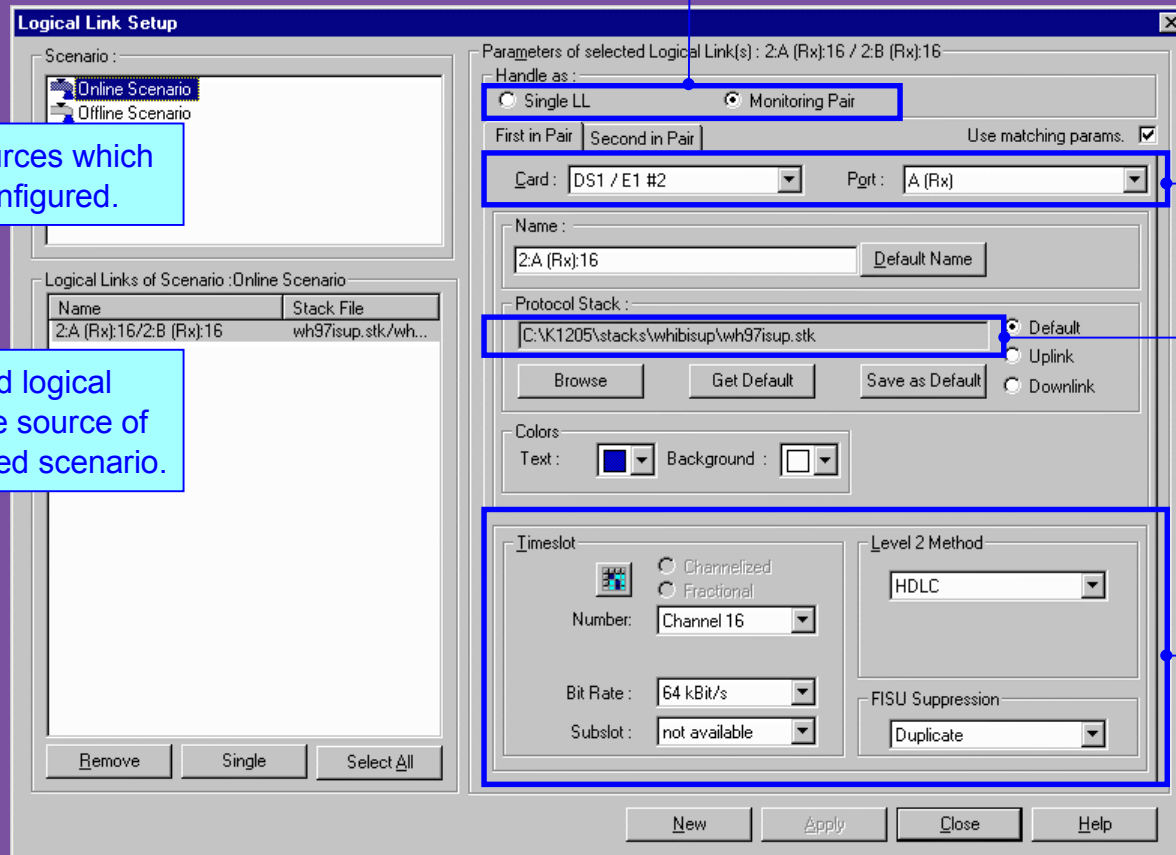 Logical Link Setup
Scenario :
Online Scenario
Offline Scenario
urces which
nfigured.
Logical Links of Scenario :Online Scenario
Name Stack File
2:A (Rx):16/2:B (Rx):16 wh97isup.stk/wh...
d logical
e source of
ed scenario.
Remove Single Select All
Parameters of selected Logical Link(s) : 2:A (Rx):16 / 2:B (Rx):16
Handle as :
Single LL Monitoring Pair
First in Pair Second in Pair Use matching params.
Card : DS1 / E1 #2 Port : A (Rx)
Name :
2:A (Rx):16 Default Name
Protocol Stack :
C:\K1205\stacks\whibisup\wh97isup.stk
Default
Uplink
Downlink
Browse Get Default Save as Default
Colors
Text : Background :
Timeslot
Channelized
Fractional
Number: Channel 16
Bit Rate : 64 kBit/s
Subslot : not available
Level 2 Method
HDLC
FISU Suppression
Duplicate
New Apply Close Help